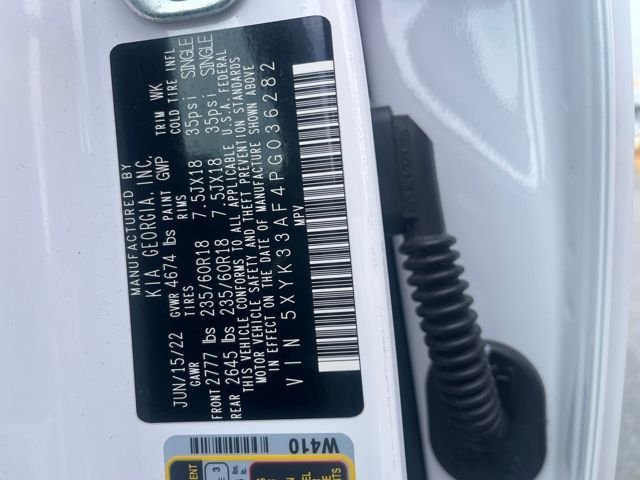 MANUFACTURED BY
KIA GEORGIA, INC.
JUN/15/22 GVWR 4674 lbs PAINT GWP TRIM WK
GAWR TIRES RIMS COLD TIRE INFL
FRONT 2777 lbs 235/60R18 7.5JX18 35psi SINGLE
REAR 2645 lbs 235/60R18 7.5JX18 35psi SINGLE
THIS VEHICLE CONFORMS TO ALL APPLICABLE U.S.A. FEDERAL
MOTOR VEHICLE SAFETY AND THEFT PREVENTION STANDARDS
IN EFFECT ON THE DATE OF MANUFACTURE SHOWN ABOVE
VIN 5XYK33AF4PG036282
MPV
W410